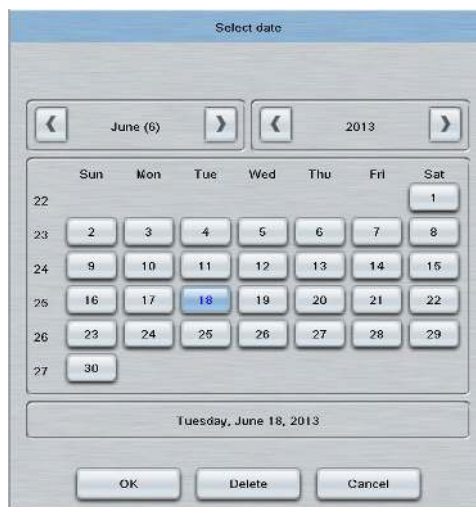 Select date
June (6) 2013
Sun Mon Tue Wed Thu Fri Sat
22 1
23 2 3 4 5 6 7 8
24 9 10 11 12 13 14 15
25 16 17 18 19 20 21 22
26 23 24 25 26 27 28 29
27 30
Tuesday, June 18, 2013
OK Delete Cancel